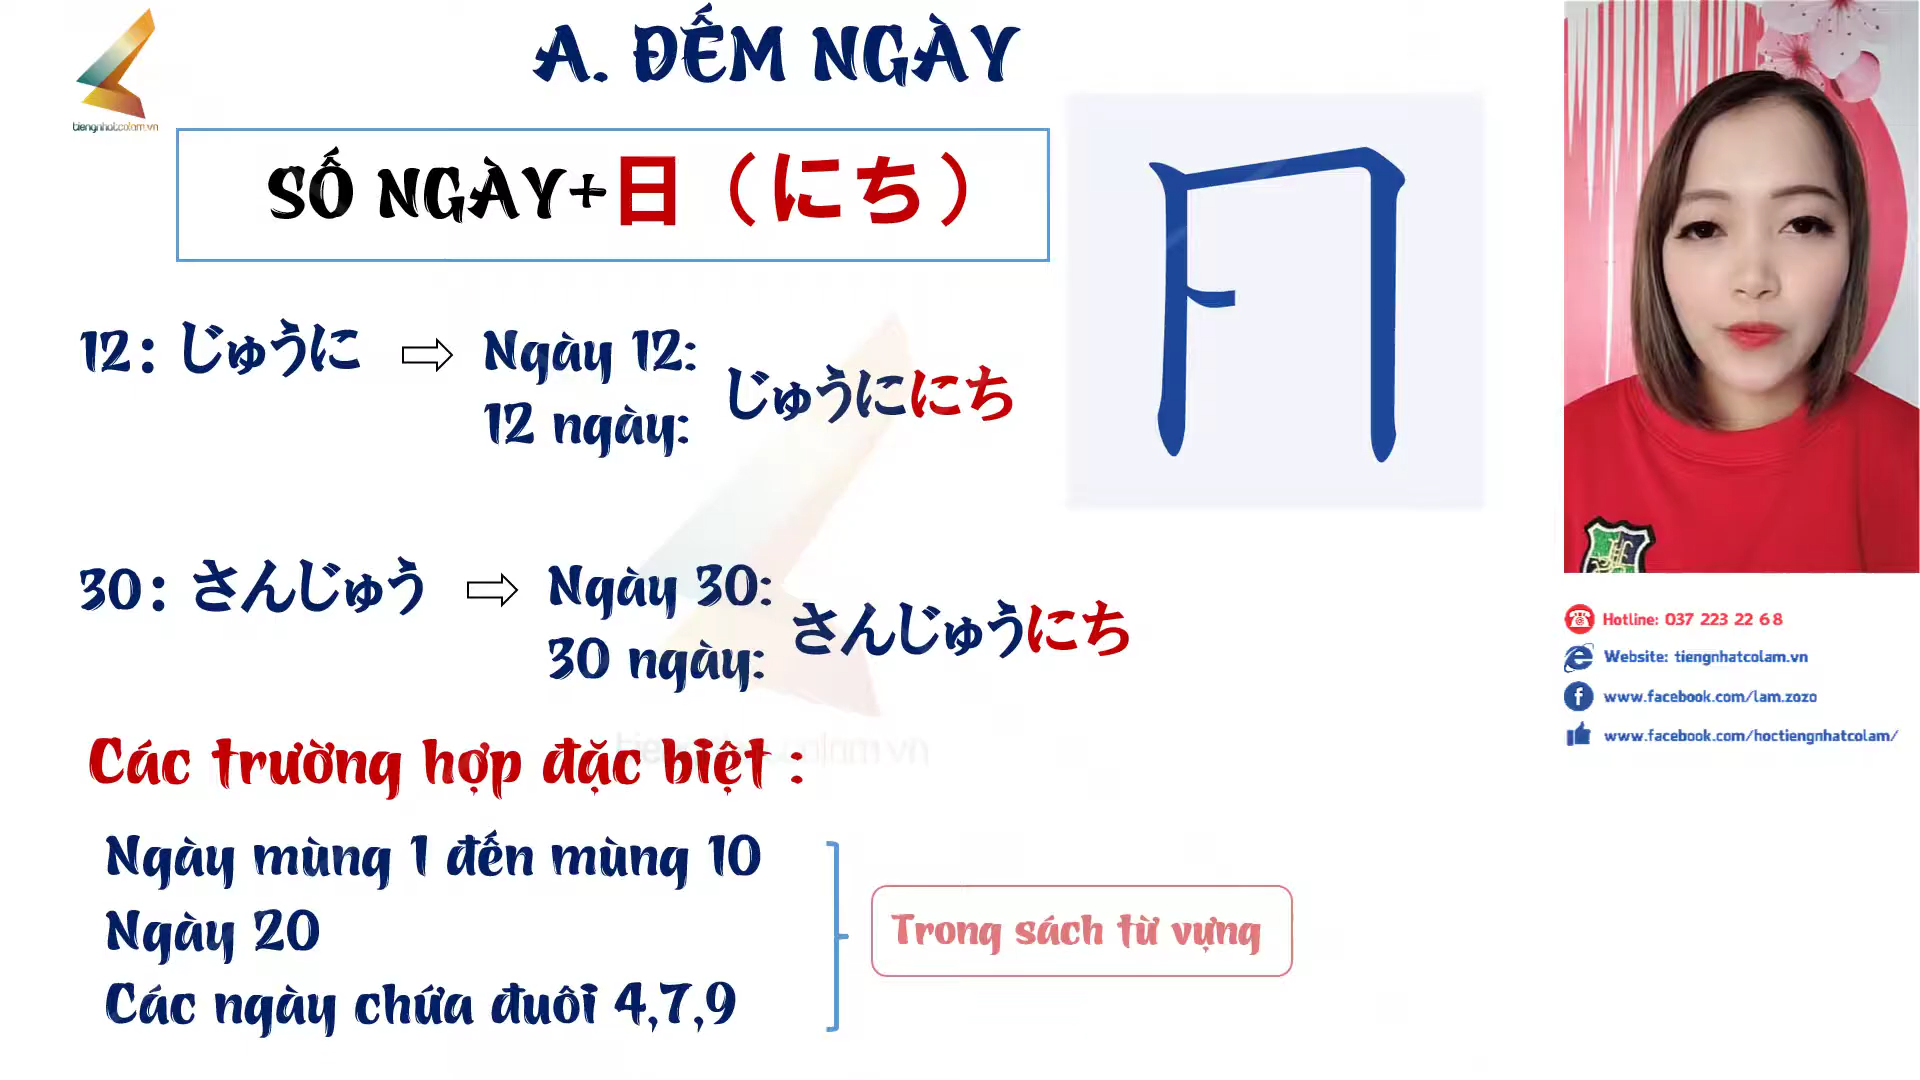 A. ĐẾM NGÀY
tiengnhatcolam.vn
SỐ NGÀY+日（にち）
12: じゅうに ⇨ Ngày 12:
12 ngày:
じゅうににち
30: さんじゅう ⇨ Ngày 30:
30 ngày:
さんじゅうにち
Các trường hợp đặc biệt :
Ngày mùng 1 đến mùng 10
Ngày 20
Các ngày chứa đuôi 4,7,9
Trong sách từ vựng
tiengnhatcolam.vn
Hotline: 037 223 22 68
Website: tiengnhatcolam.vn
www.facebook.com/lam.zozo
www.facebook.com/hoctiengnhatcolam/